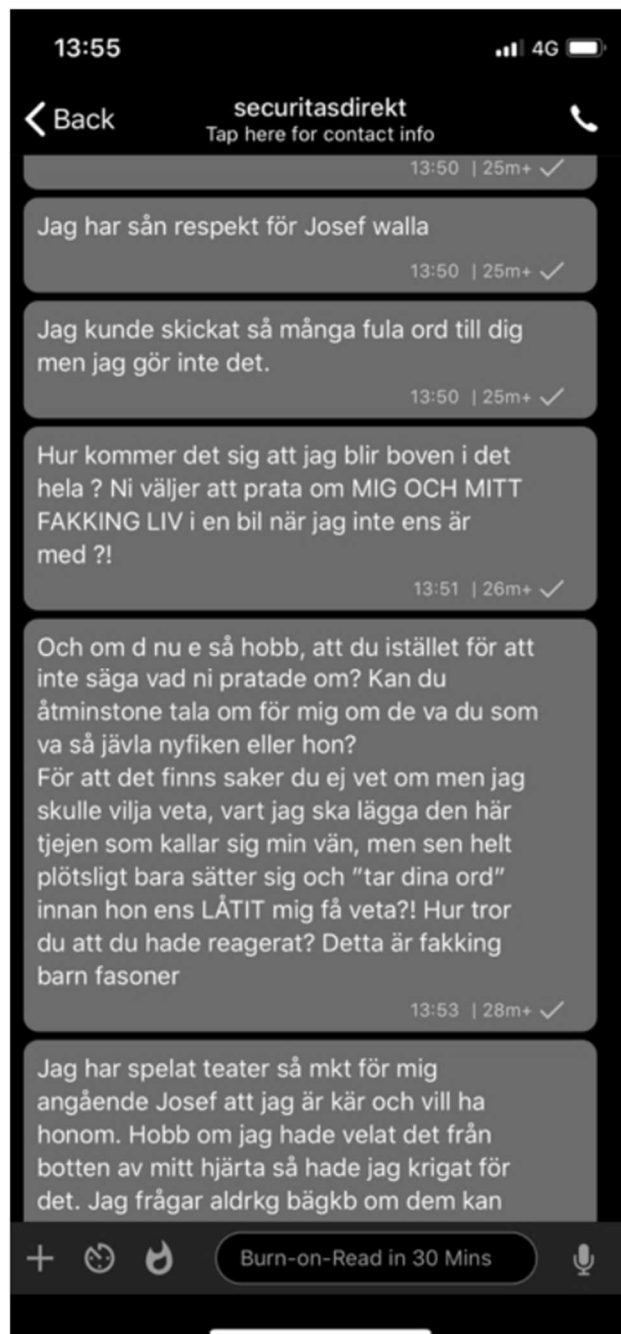 13:55
4G
Back
securitasdirekt
Tap here for contact info
13:50 | 25m+ ✓
Jag har sån respekt för Josef walla
13:50 | 25m+ ✓
Jag kunde skickat så många fula ord till dig
men jag gör inte det.
13:50 | 25m+ ✓
Hur kommer det sig att jag blir boven i det
hela ? Ni väljer att prata om MIG OCH MITT
FAKKING LIV i en bil när jag inte ens är
med ?!
13:51 | 26m+ ✓
Och om d nu e så hobb, att du istället för att
inte säga vad ni pratade om? Kan du
åtminstone tala om för mig om de va du som
va så jävla nyfiken eller hon?
För att det finns saker du ej vet om men jag
skulle vilja veta, vart jag ska lägga den här
tjejen som kallar sig min vän, men sen helt
plötsligt bara sätter sig och ”tar dina ord”
innan hon ens LÅTIT mig få veta?! Hur tror
du att du hade reagerat? Detta är fakking
barn fasoner
13:53 | 28m+ ✓
Jag har spelat teater så mkt för mig
angående Josef att jag är kär och vill ha
honom. Hobb om jag hade velat det från
botten av mitt hjärta så hade jag krigat för
det. Jag frågar aldrkg bägkb om dem kan
Burn-on-Read in 30 Mins